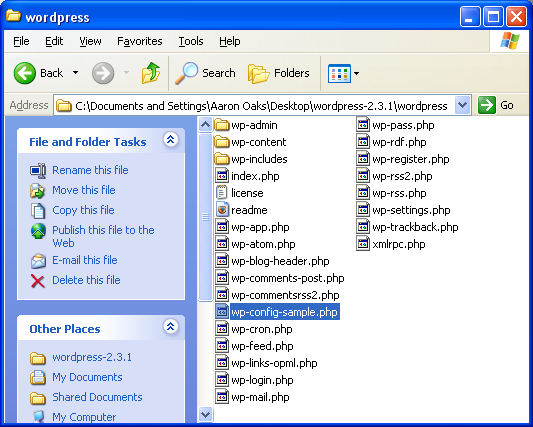 wordpress
File Edit View Favorites Tools Help
Back Search Folders
Address C:\Documents and Settings\Aaron Oaks\Desktop\wordpress-2.3.1\wordpress Go
File and Folder Tasks
Rename this file
Move this file
Copy this file
Publish this file to the
Web
E-mail this file
Delete this file
Other Places
wordpress-2.3.1
My Documents
Shared Documents
My Computer
wp-admin
wp-content
wp-includes
index.php
license
readme
wp-app.php
wp-atom.php
wp-blog-header.php
wp-comments-post.php
wp-commentsrss2.php
wp-config-sample.php
wp-cron.php
wp-feed.php
wp-links-opml.php
wp-login.php
wp-mail.php
wp-pass.php
wp-rdf.php
wp-register.php
wp-rss2.php
wp-rss.php
wp-settings.php
wp-trackback.php
xmlrpc.php